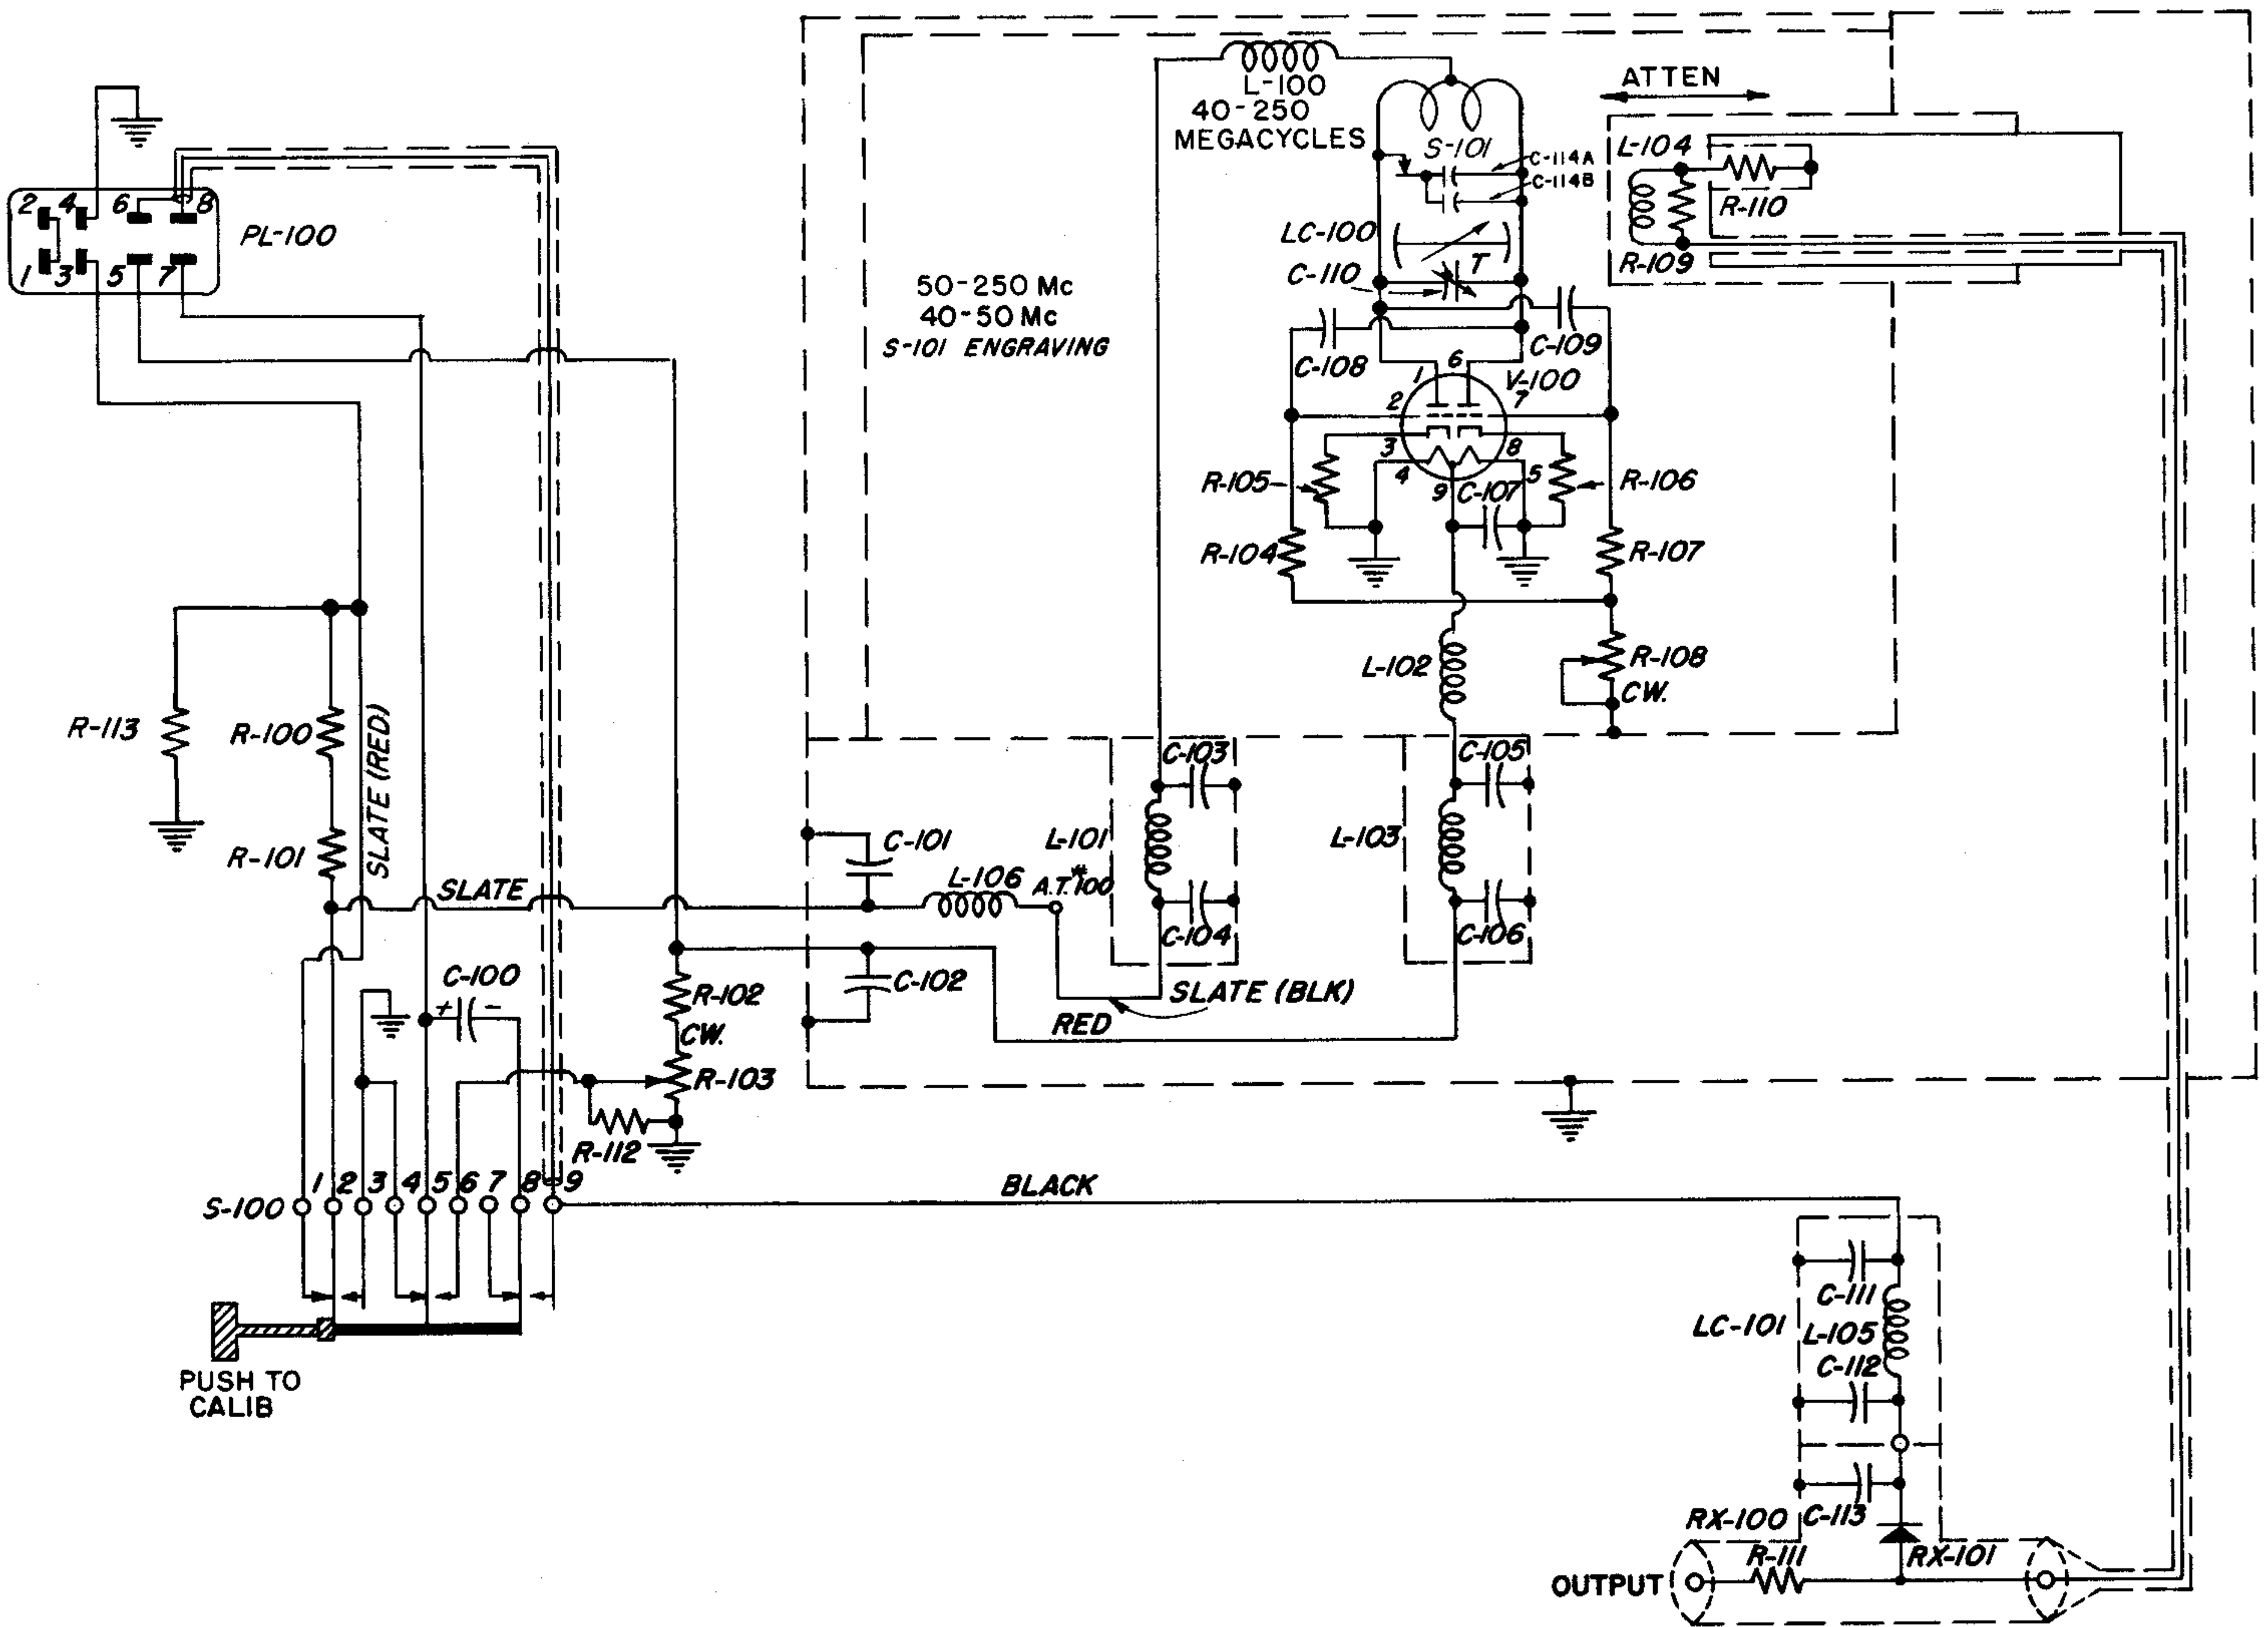 ATTEN
L-100
40-250
MEGACYCLES
S-101
C-114A
C-114B
L-104
R-110
R-109
2 4 6 8
1 3 5 7
PL-100
LC-100
C-110
T
50-250 Mc
40-50 Mc
S-101 ENGRAVING
C-108
C-109
V-100
1 6
2 7
3 8
4 5
9
C-107
R-105
R-106
R-104
R-107
L-102
R-108
CW.
R-113
R-100
SLATE (RED)
R-101
C-103
C-105
L-101
L-103
C-101
SLATE
L-106
A.T.#100
C-104
C-106
C-100
+ -
C-102
R-102
CW.
SLATE (BLK)
RED
R-103
R-112
S-100
1 2 3 4 5 6 7 8 9
BLACK
PUSH TO
CALIB
C-111
LC-101
L-105
C-112
RX-100
C-113
R-111
RX-101
OUTPUT